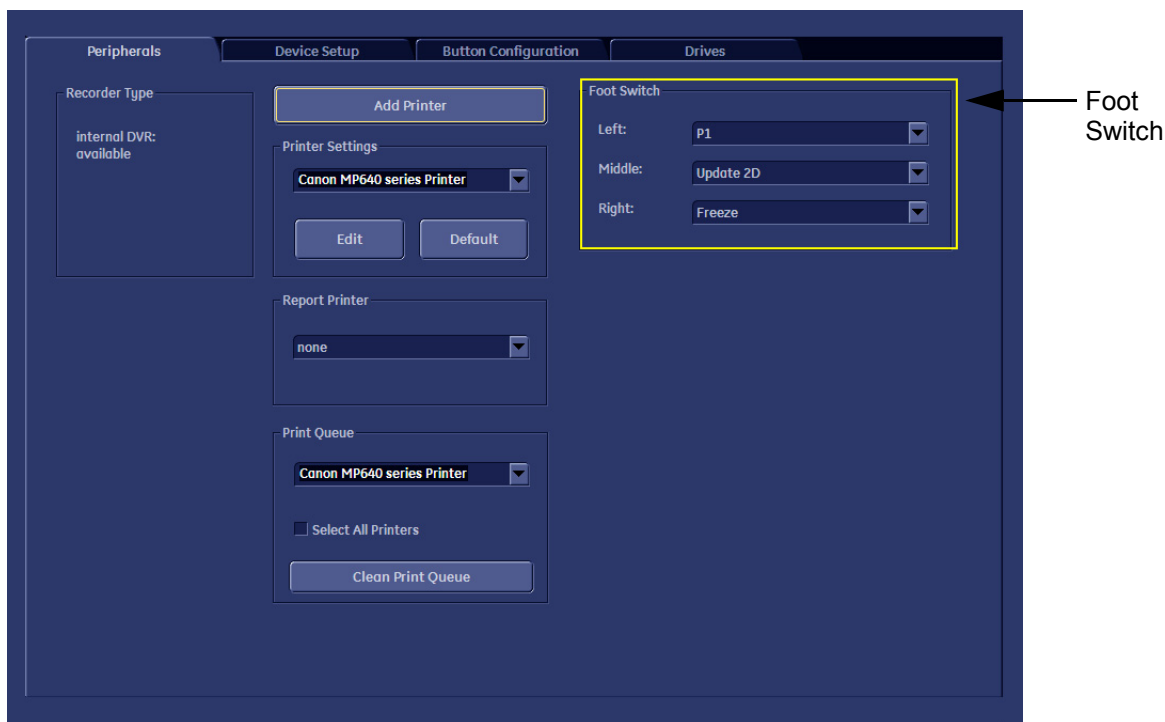 Peripherals
Device Setup
Button Configuration
Drives
Recorder Type
internal DVR:
available
Add Printer
Printer Settings
Canon MP640 series Printer
Edit
Default
Report Printer
none
Print Queue
Canon MP640 series Printer
Select All Printers
Clean Print Queue
Foot Switch
Left:
P1
Middle:
Update 2D
Right:
Freeze
Foot
Switch